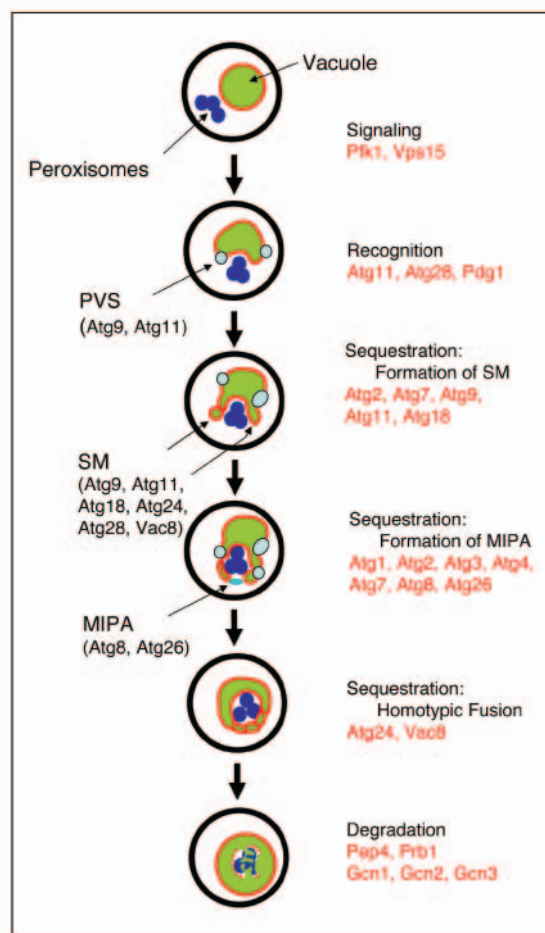 Vacuole
Peroxisomes
Signaling
Pfk1, Vps15
Recognition
Atg11, Atg28, Pdg1
PVS
(Atg9, Atg11)
Sequestration:
Formation of SM
Atg2, Atg7, Atg9,
Atg11, Atg18
SM
(Atg9, Atg11,
Atg18, Atg24,
Atg28, Vac8)
Sequestration:
Formation of MIPA
Atg1, Atg2, Atg3, Atg4,
Atg7, Atg8, Atg26
MIPA
(Atg8, Atg26)
Sequestration:
Homotypic Fusion
Atg24, Vac8
Degradation
Pep4, Prb1
Gcn1, Gcn2, Gcn3